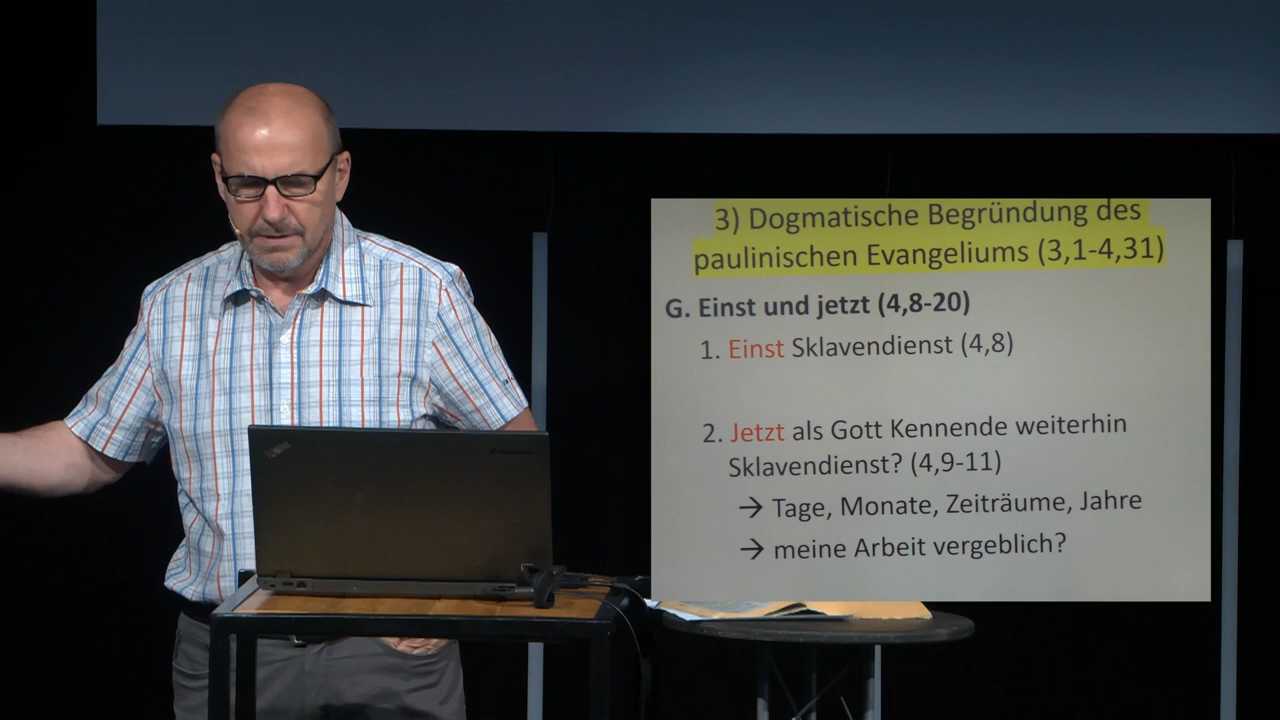 3) Dogmatische Begründung des
paulinischen Evangeliums (3,1-4,31)
G. Einst und jetzt (4,8-20)
1. Einst Sklavendienst (4,8)
2. Jetzt als Gott Kennende weiterhin
Sklavendienst? (4,9-11)
→ Tage, Monate, Zeiträume, Jahre
→ meine Arbeit vergeblich?
ThinkPad